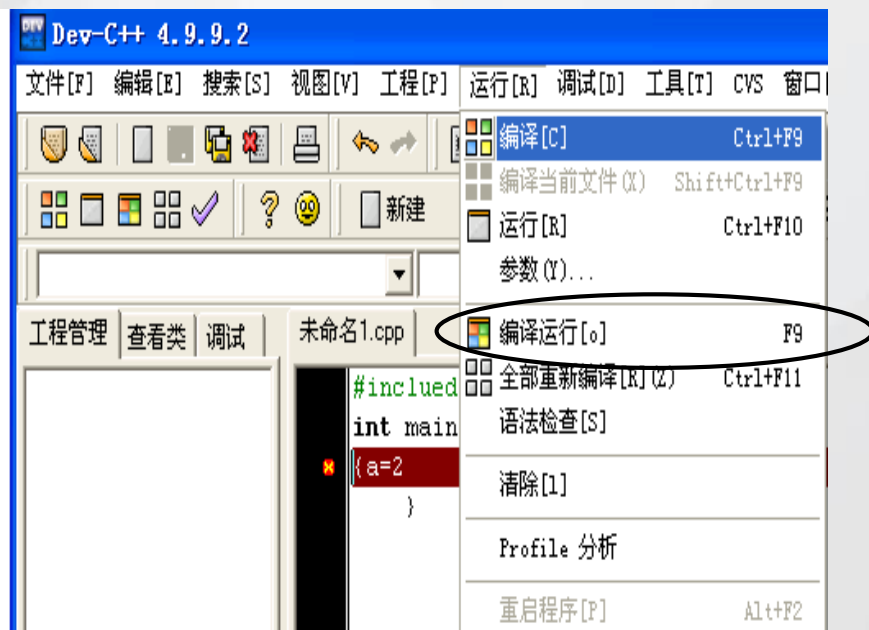 Dev-C++ 4.9.9.2
文件[F] 编辑[E] 搜索[S] 视图[V] 工程[P] 运行[R] 调试[D] 工具[T] CVS 窗口
编译[C] Ctrl+F9
编译当前文件(X) Shift+Ctrl+F9
新建
运行[R] Ctrl+F10
参数(Y)...
工程管理 查看类 调试 未命名1.cpp
编译运行[o] F9
#inclued
全部重新编译[R](Z) Ctrl+F11
int main
语法检查[S]
{a=2
清除[l]
}
Profile 分析
重启程序[P] Alt+F2